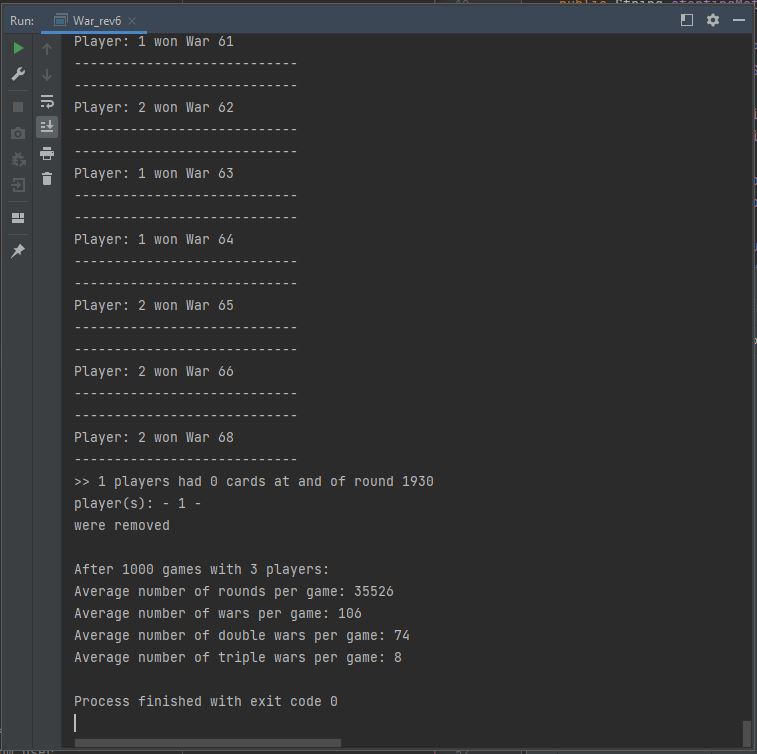 public String startingMet
Run: War_rev6
Player: 1 won War 61
----------------------------
----------------------------
Player: 2 won War 62
----------------------------
----------------------------
Player: 1 won War 63
----------------------------
----------------------------
Player: 1 won War 64
----------------------------
----------------------------
Player: 2 won War 65
----------------------------
----------------------------
Player: 2 won War 66
----------------------------
----------------------------
Player: 2 won War 68
----------------------------
>> 1 players had 0 cards at and of round 1930
player(s): - 1 -
were removed
After 1000 games with 3 players:
Average number of rounds per game: 35526
Average number of wars per game: 106
Average number of double wars per game: 74
Average number of triple wars per game: 8
Process finished with exit code 0